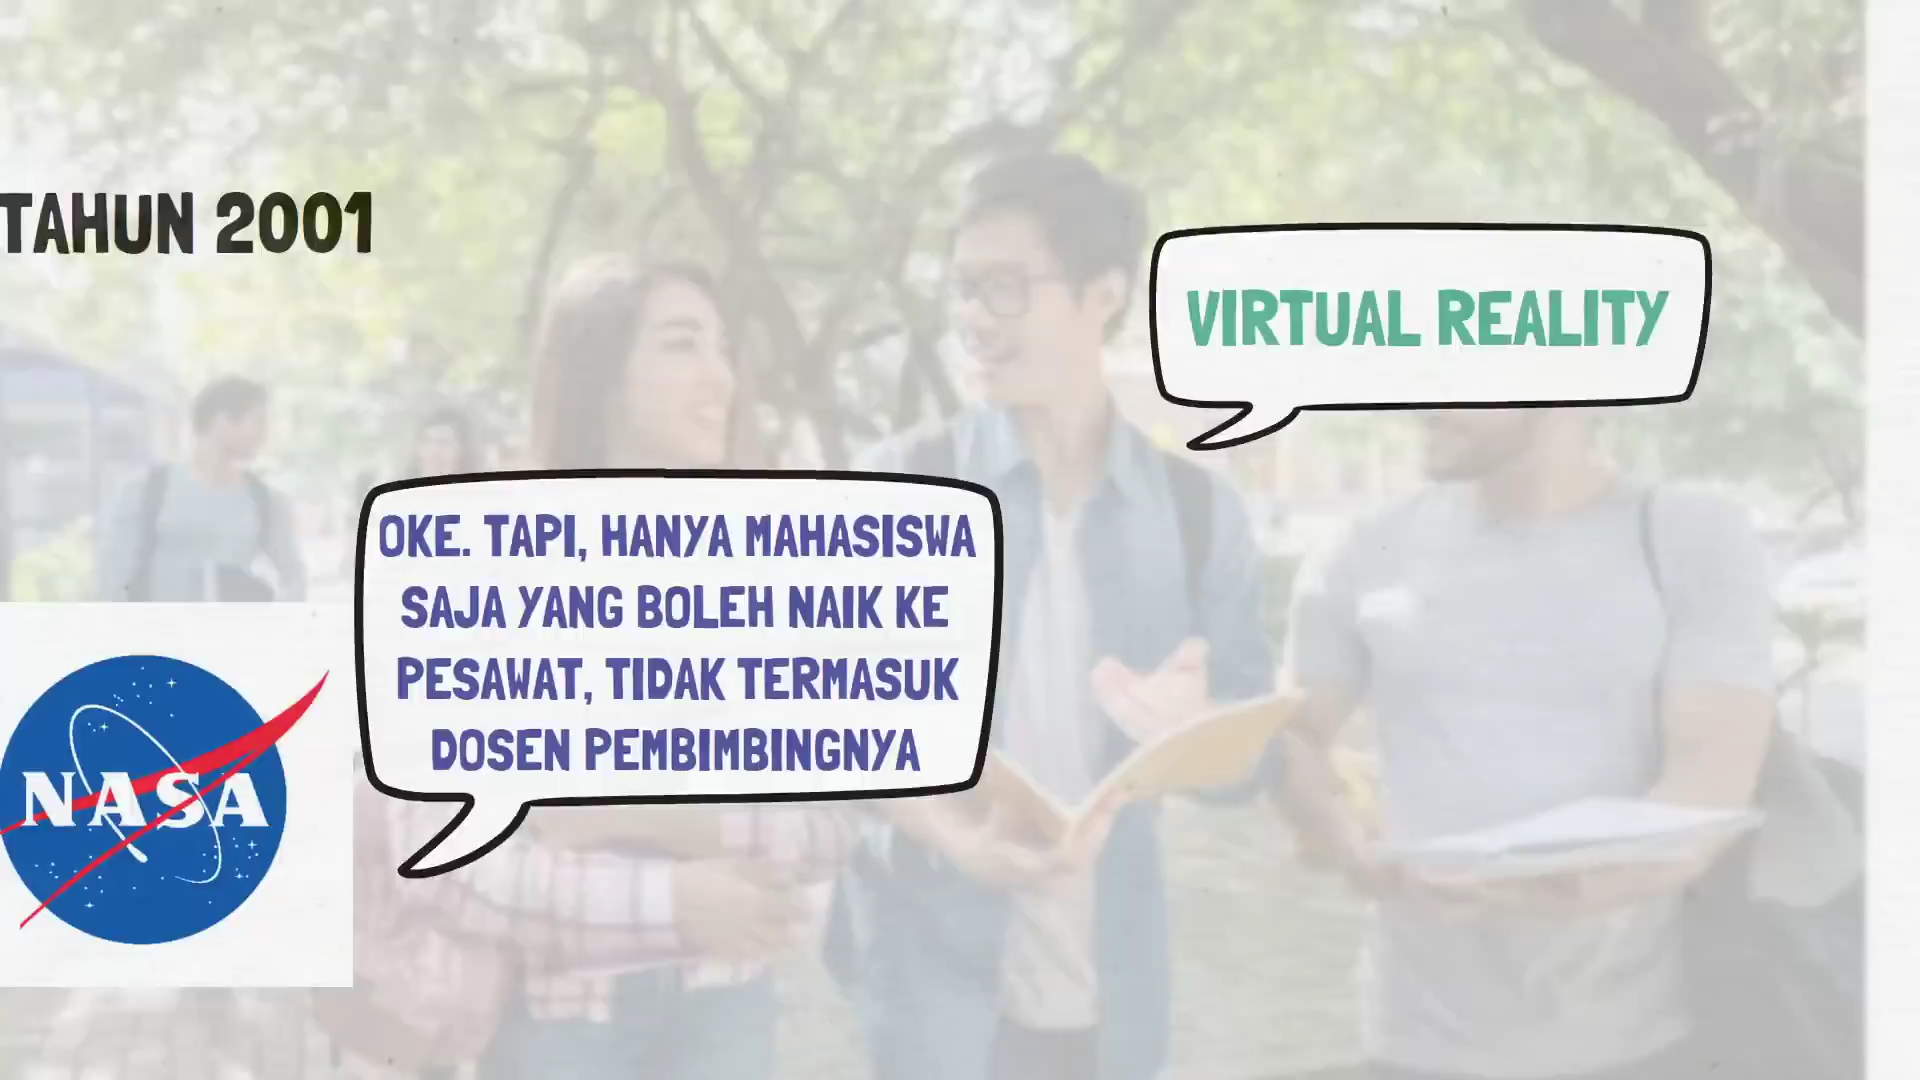 TAHUN 2001
VIRTUAL REALITY
OKE. TAPI, HANYA MAHASISWA
SAJA YANG BOLEH NAIK KE
PESAWAT, TIDAK TERMASUK
DOSEN PEMBIMBINGNYA
NASA